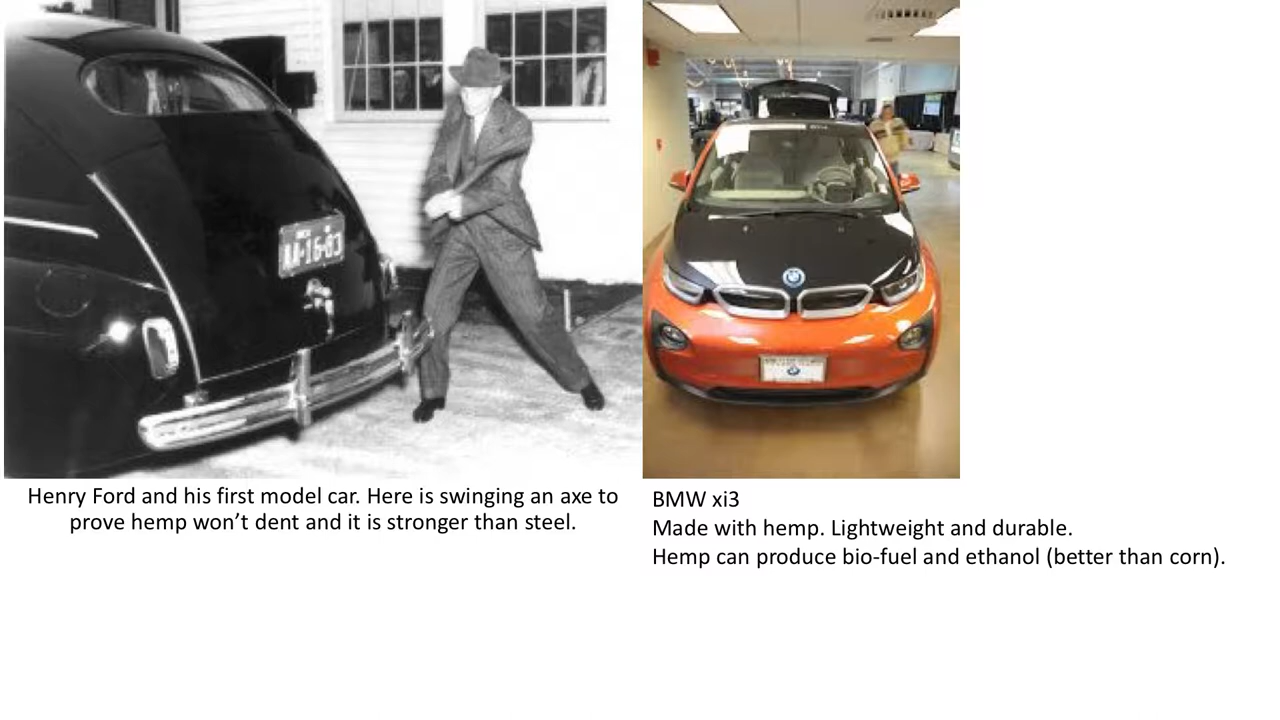 Henry Ford and his first model car. Here is swinging an axe to
prove hemp won’t dent and it is stronger than steel.
BMW xi3
Made with hemp. Lightweight and durable.
Hemp can produce bio-fuel and ethanol (better than corn).